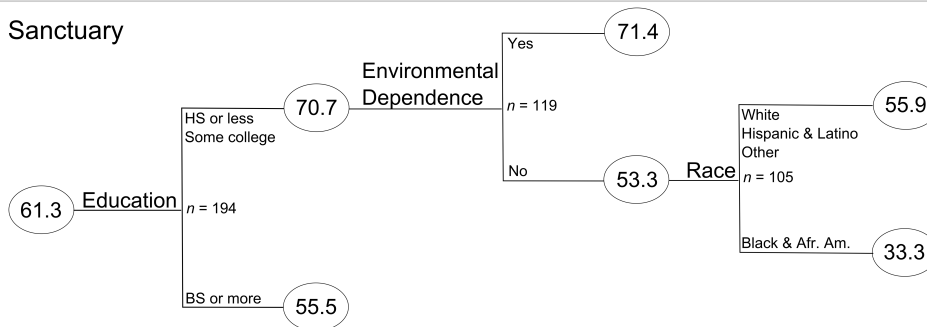 Sanctuary
61.3
Education
n = 194
HS or less
Some college
70.7
BS or more
55.5
Environmental
Dependence
n = 119
Yes
71.4
No
53.3
Race
n = 105
White
Hispanic & Latino
Other
55.9
Black & Afr. Am.
33.3